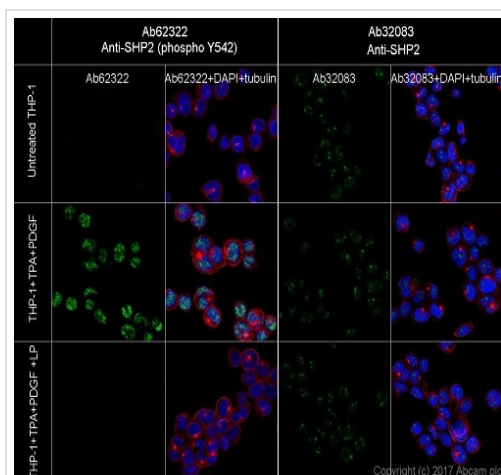 Ab62322
Anti-SHP2 (phospho Y542)
Ab32083
Anti-SHP2
Ab62322
Ab62322+DAPI+tubulin
Ab32083
Ab32083+DAPI+tubulin
Untreated THP-1
THP-1+TPA+PDGF
THP-1+TPA+PDGF +LP
Copyright (c) 2017 Abcam plc